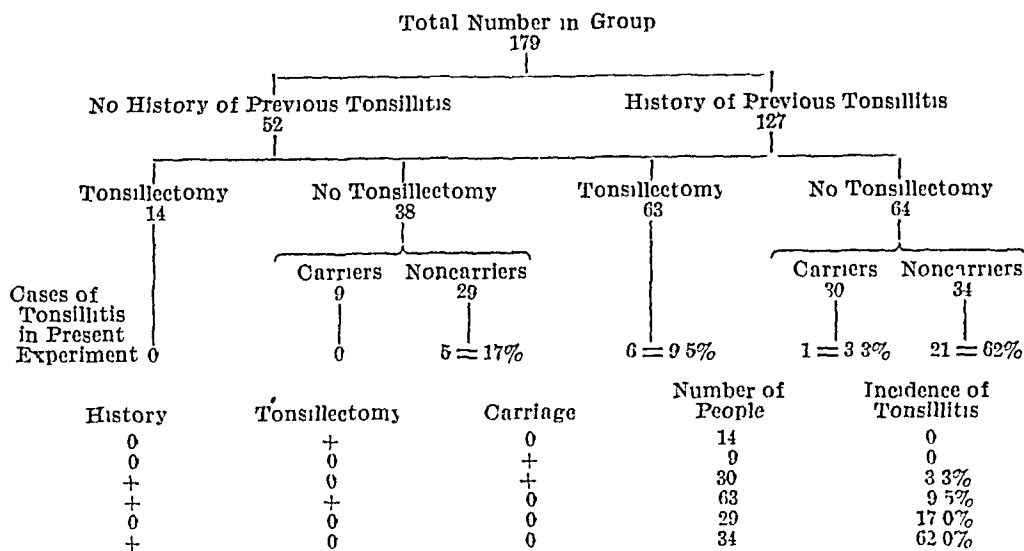 Total Number in Group
179
No History of Previous Tonsillitis History of Previous Tonsillitis
52 127
Tonsillectomy No Tonsillectomy Tonsillectomy No Tonsillectomy
14 38 63 64
Carriers Noncarriers Carriers Noncarriers
9 29 30 34
Cases of
Tonsillitis
in Present
Experiment 0 0 5 = 17% 6 = 9 5% 1 = 3 3% 21 = 62%
History Tonsillectomy Carriage Number of People Incidence of Tonsillitis
0 + 0 14 0
0 0 + 9 0
+ 0 + 30 3 3%
+ + 0 63 9 5%
0 0 0 29 17 0%
+ 0 0 34 62 0%